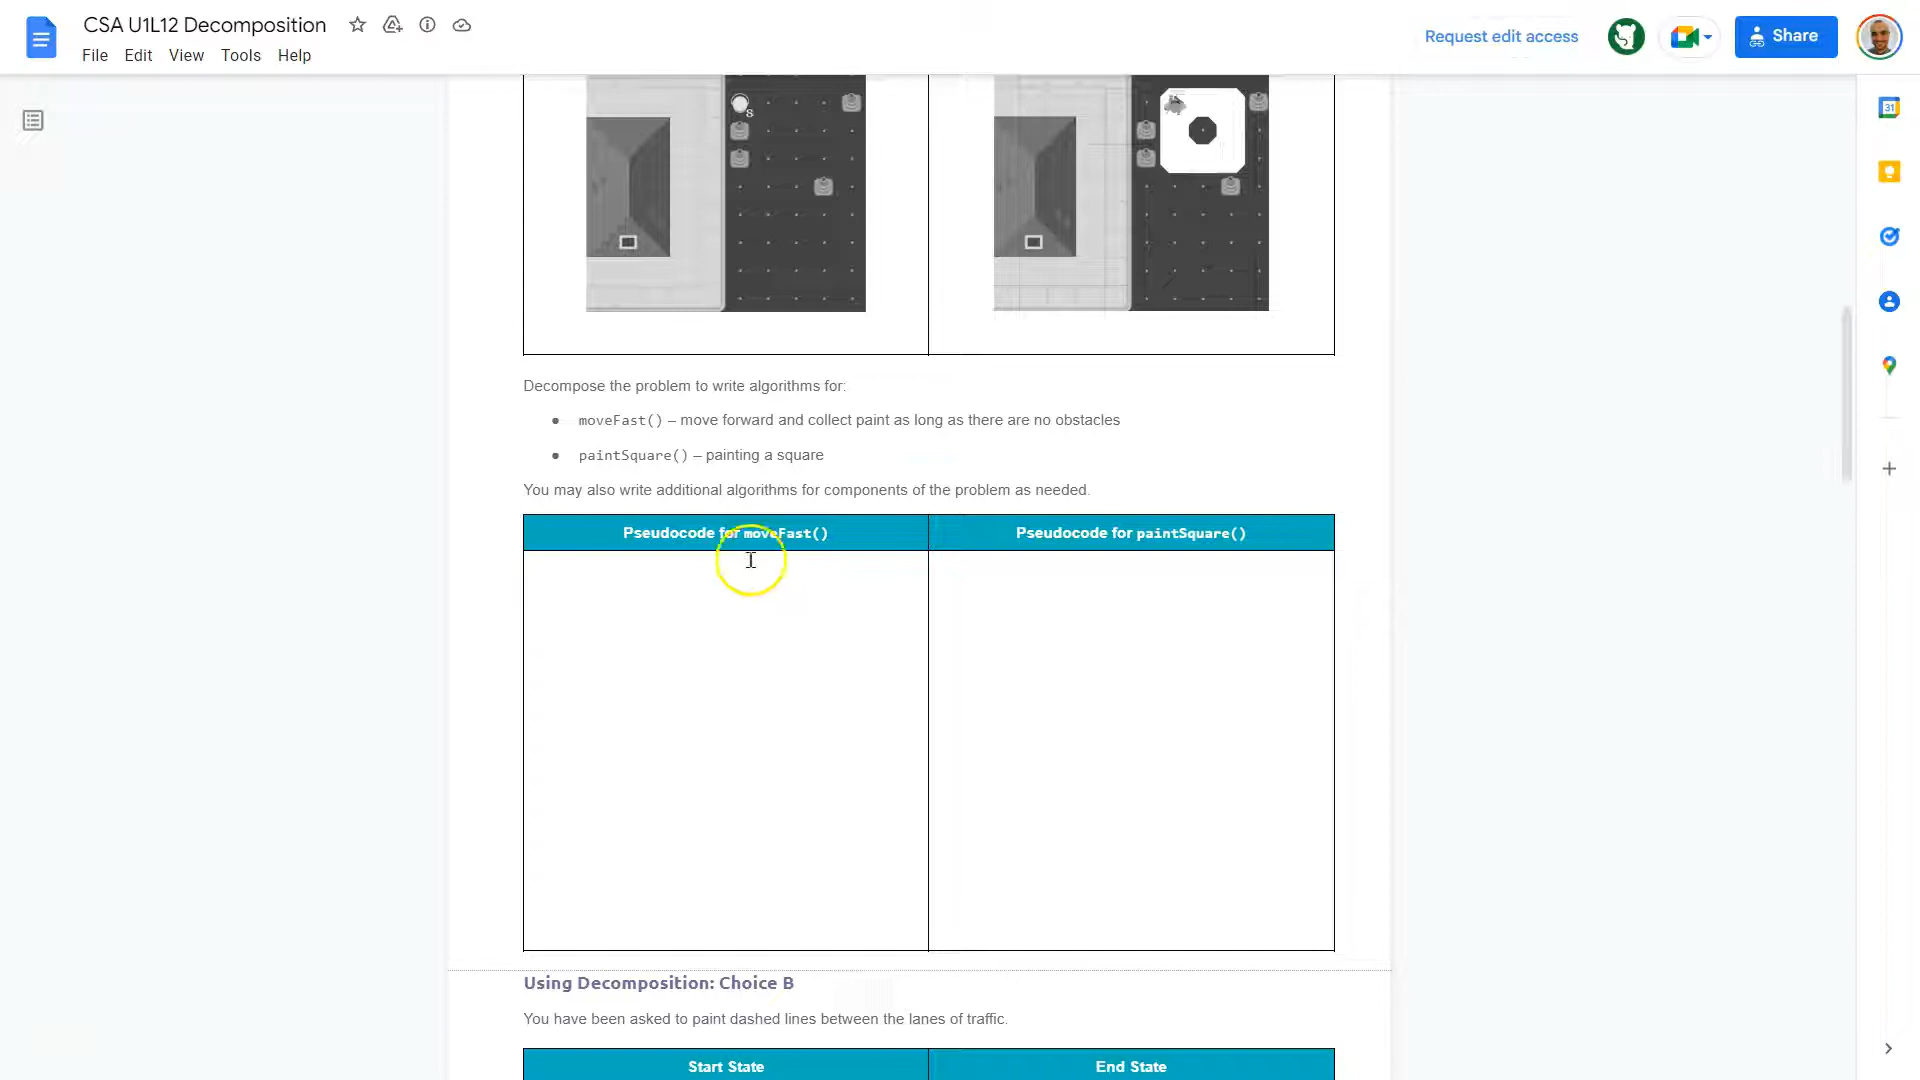 CSA U1L12 Decomposition
File Edit View Tools Help
Request edit access
Share
31
8
Decompose the problem to write algorithms for:
● moveFast() – move forward and collect paint as long as there are no obstacles
● paintSquare() – painting a square
You may also write additional algorithms for components of the problem as needed.
Pseudocode for moveFast()
Pseudocode for paintSquare()
Using Decomposition: Choice B
You have been asked to paint dashed lines between the lanes of traffic.
Start State
End State